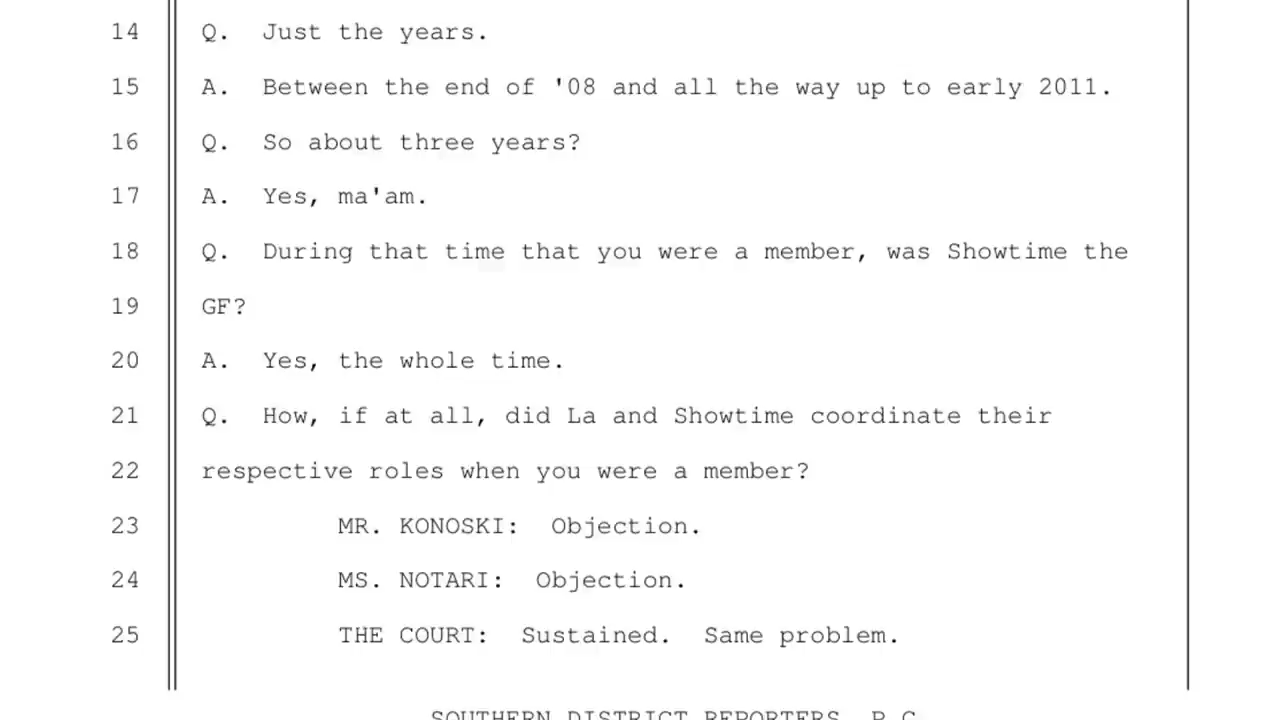 14 Q. Just the years.
15 A. Between the end of '08 and all the way up to early 2011.
16 Q. So about three years?
17 A. Yes, ma'am.
18 Q. During that time that you were a member, was Showtime the
19 GF?
20 A. Yes, the whole time.
21 Q. How, if at all, did La and Showtime coordinate their
22 respective roles when you were a member?
23 MR. KONOSKI: Objection.
24 MS. NOTARI: Objection.
25 THE COURT: Sustained. Same problem.
SOUTHERN DISTRICT REPORTERS, P.C.